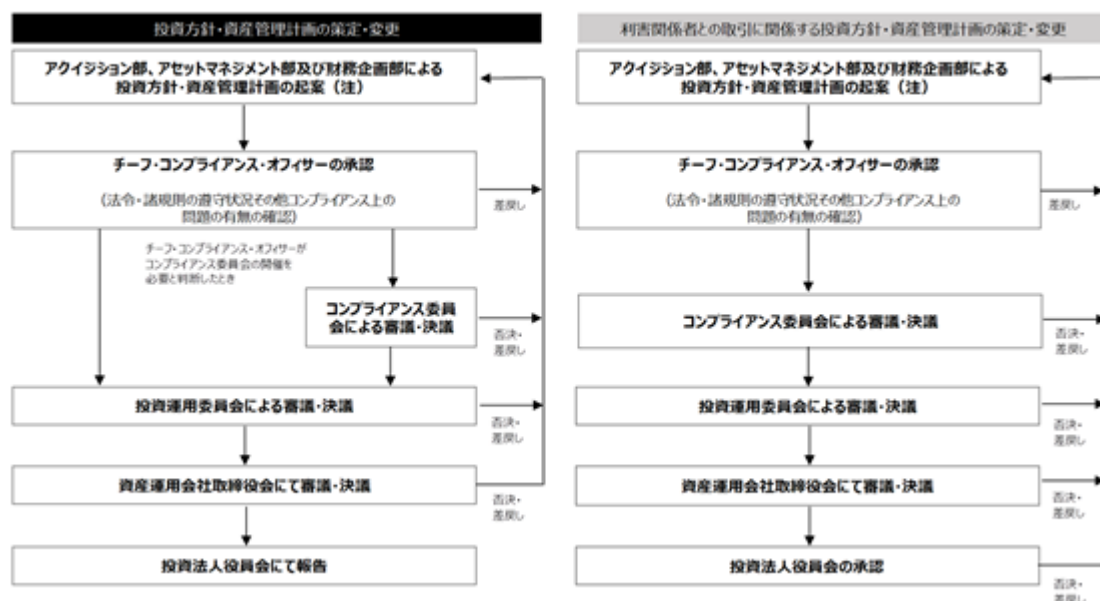 投資方針・資産管理計画の策定・変更
アクイジション部、アセットマネジメント部及び財務企画部による
投資方針・資産管理計画の起案（注）
チーフ・コンプライアンス・オフィサーの承認
（法令・諸規則の遵守状況その他コンプライアンス上の
問題の有無の確認）
差戻し
チーフ・コンプライアンス・オフィサーが
コンプライアンス委員会の開催を
必要と判断したとき
コンプライアンス委員
会による審議・決議
否決・
差戻し
投資運用委員会による審議・決議
否決・
差戻し
資産運用会社取締役会にて審議・決議
否決・
差戻し
投資法人役員会にて報告
利害関係者との取引に関係する投資方針・資産管理計画の策定・変更
アクイジション部、アセットマネジメント部及び財務企画部による
投資方針・資産管理計画の起案（注）
チーフ・コンプライアンス・オフィサーの承認
（法令・諸規則の遵守状況その他コンプライアンス上の
問題の有無の確認）
差戻し
コンプライアンス委員会による審議・決議
否決・
差戻し
投資運用委員会による審議・決議
否決・
差戻し
資産運用会社取締役会にて審議・決議
否決・
差戻し
投資法人役員会の承認
否決・
差戻し